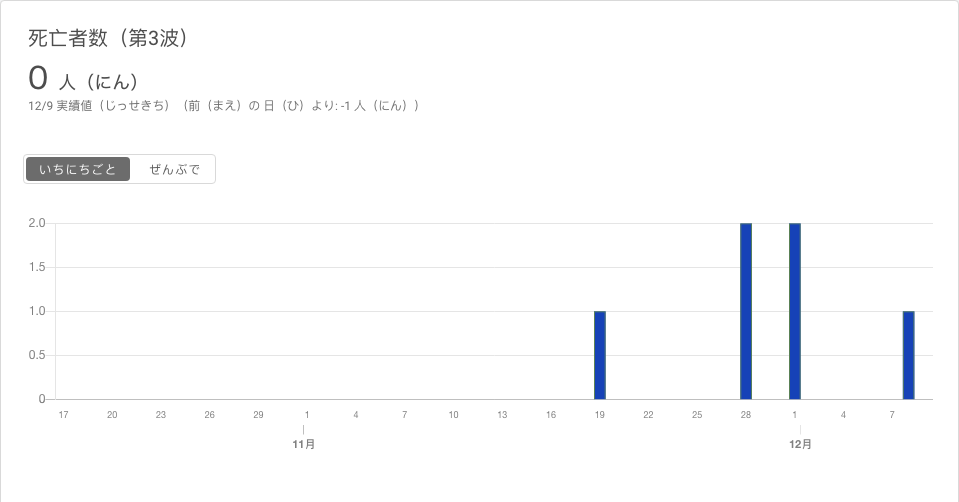 死亡者数（第3波）
0 人（にん）
12/9 実績値（じっせきち）（前（まえ）の 日（ひ）より: -1 人（にん））
いちにちごと ぜんぶで
2.0
1.5
1.0
0.5
0
17 20 23 26 29 1 4 7 10 13 16 19 22 25 28 1 4 7
11月 12月